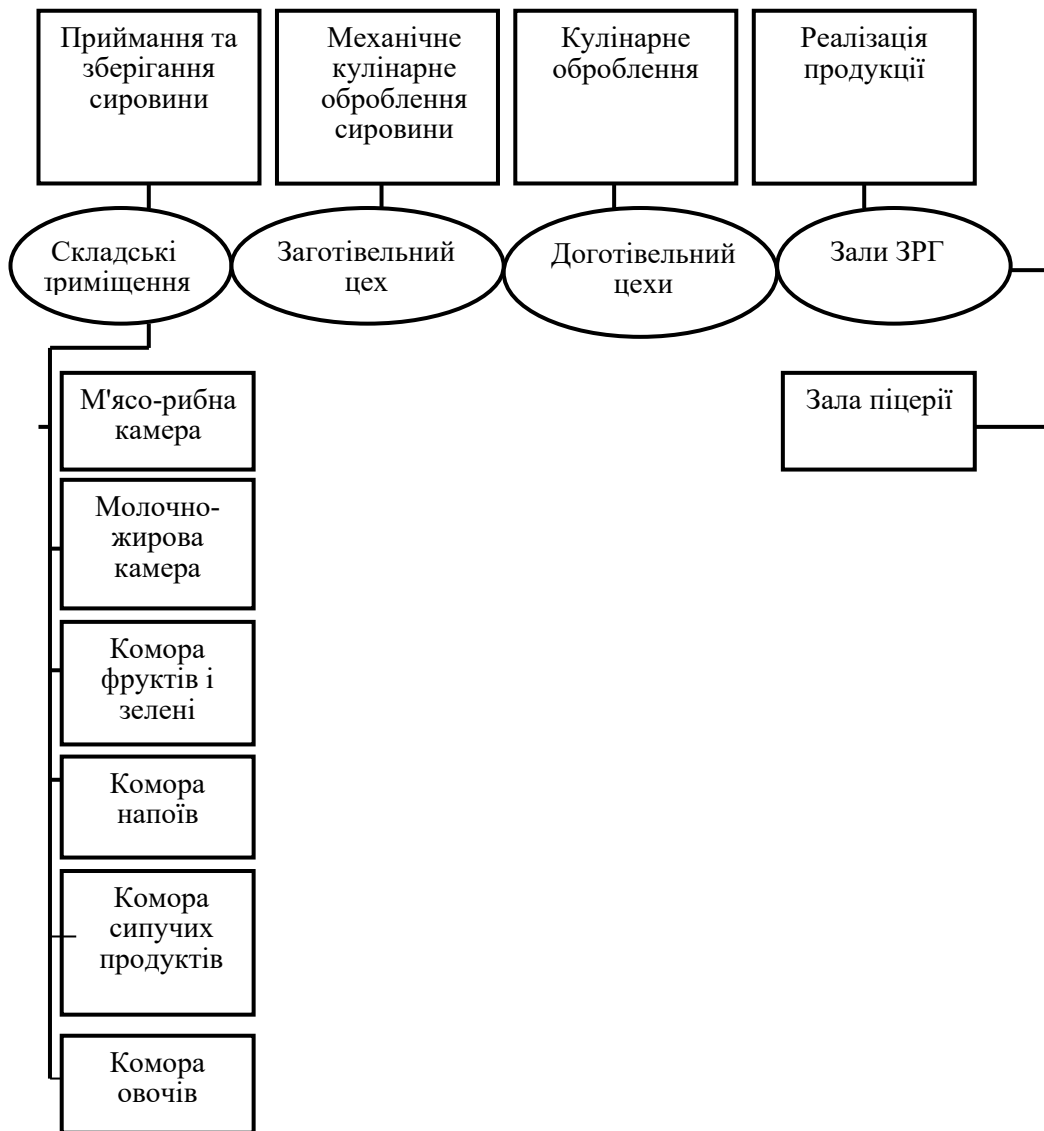 Приймання та
зберігання
сировини
Механічне
кулінарне
оброблення
сировини
Кулінарне
оброблення
Реалізація
продукції
Складські
приміщення
Заготівельний
цех
Доготівельний
цехи
Зали ЗРГ
М'ясо-рибна
камера
Зала піцерії
Молочно-
жирова
камера
Комора
фруктів і
зелені
Комора
напоїв
Комора
сипучих
продуктів
Комора
овочів